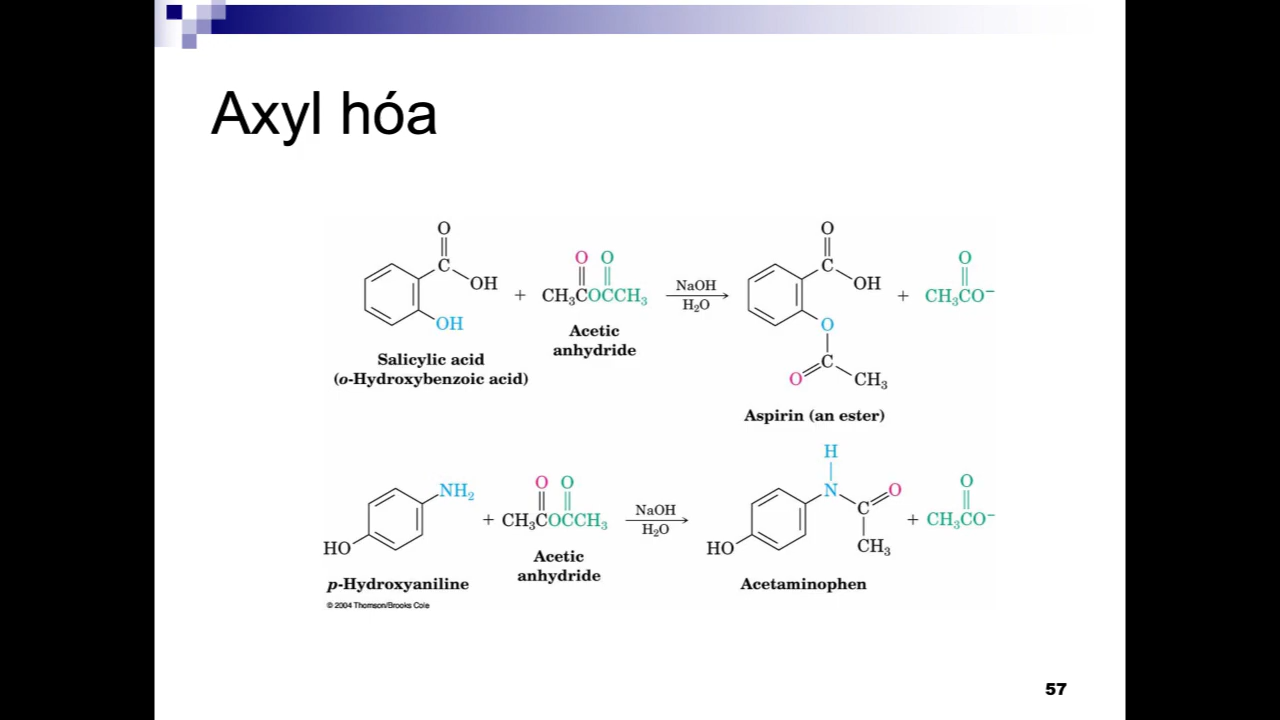 Axyl hóa
O
C
OH
OH
Salicylic acid
(o-Hydroxybenzoic acid)
+
O O
CH₃COCCH₃
Acetic
anhydride
NaOH
H₂O
O
C
OH
O
C
O
CH₃
Aspirin (an ester)
+
O
CH₃CO⁻
NH₂
HO
p-Hydroxyaniline
+
O O
CH₃COCCH₃
Acetic
anhydride
NaOH
H₂O
H
N
O
C
CH₃
HO
Acetaminophen
+
O
CH₃CO⁻
© 2004 Thomson/Brooks Cole
57